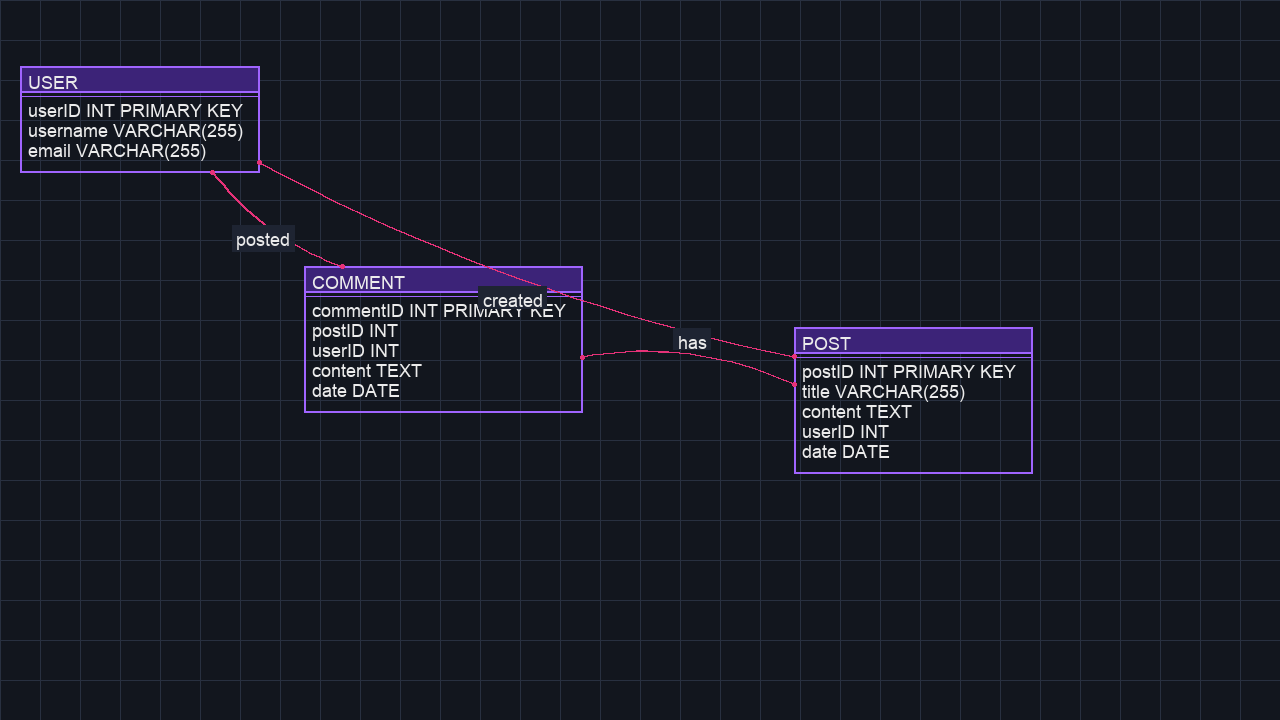 USER
userID INT PRIMARY KEY
username VARCHAR(255)
email VARCHAR(255)
posted
COMMENT
created
commentID INT PRIMARY KEY
postID INT
userID INT
content TEXT
date DATE
has
POST
postID INT PRIMARY KEY
title VARCHAR(255)
content TEXT
userID INT
date DATE